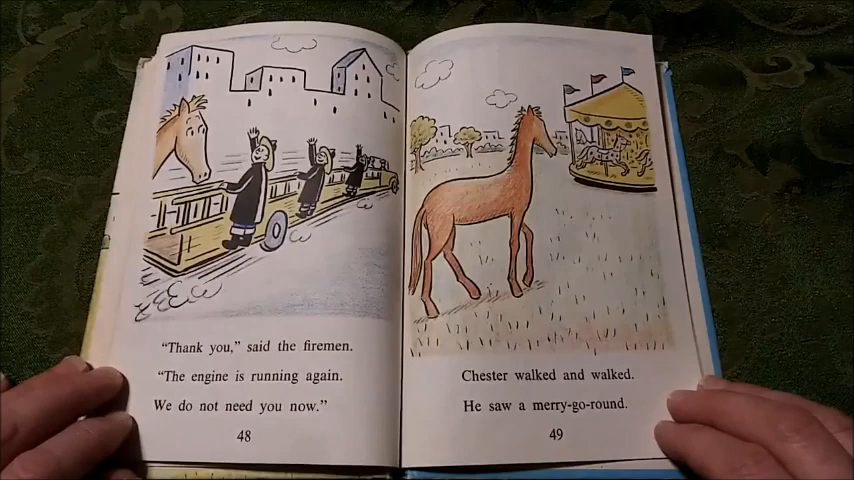 "Thank you," said the firemen.
"The engine is running again.
We do not need you now."
48
Chester walked and walked.
He saw a merry-go-round.
49